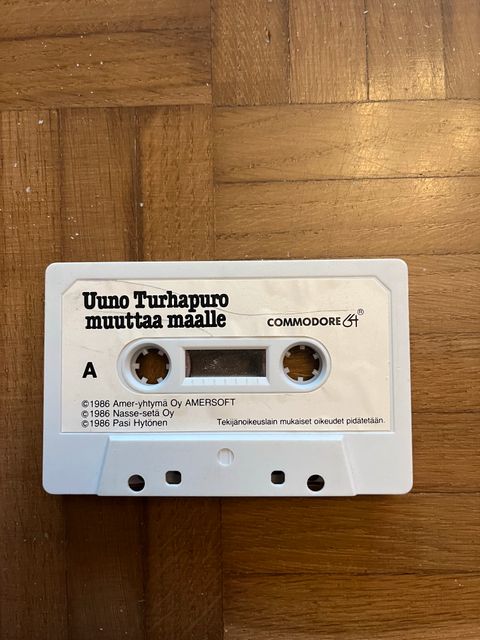 Uuno Turhapuro
muuttaa maalle
COMMODORE 64®
A
©1986 Amer-yhtymä Oy AMERSOFT
©1986 Nasse-setä Oy
©1986 Pasi Hytönen
Tekijänoikeuslain mukaiset oikeudet pidätetään.